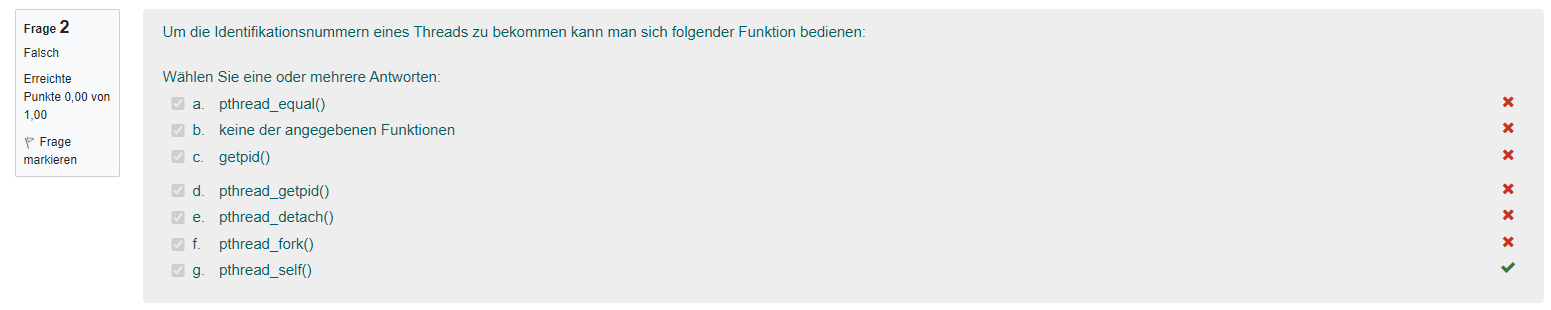 Frage 2
Falsch
Erreichte
Punkte 0,00 von
1,00
Frage
markieren
Um die Identifikationsnummern eines Threads zu bekommen kann man sich folgender Funktion bedienen:
Wählen Sie eine oder mehrere Antworten:
a. pthread_equal()
b. keine der angegebenen Funktionen
c. getpid()
d. pthread_getpid()
e. pthread_detach()
f. pthread_fork()
g. pthread_self()